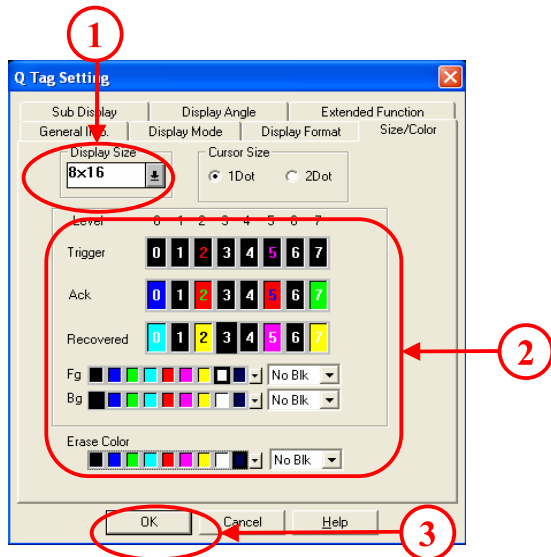 1
Q Tag Setting
Sub Display Display Angle Extended Function
General Info. Display Mode Display Format Size/Color
Display Size Cursor Size
8×16 1Dot 2Dot
Level 0 1 2 3 4 5 6 7
Trigger 0 1 2 3 4 5 6 7
Ack 0 1 2 3 4 5 6 7
Recovered 0 1 2 3 4 5 6 7
2
Fg No Blk
Bg No Blk
Erase Color
No Blk
OK Cancel Help
3